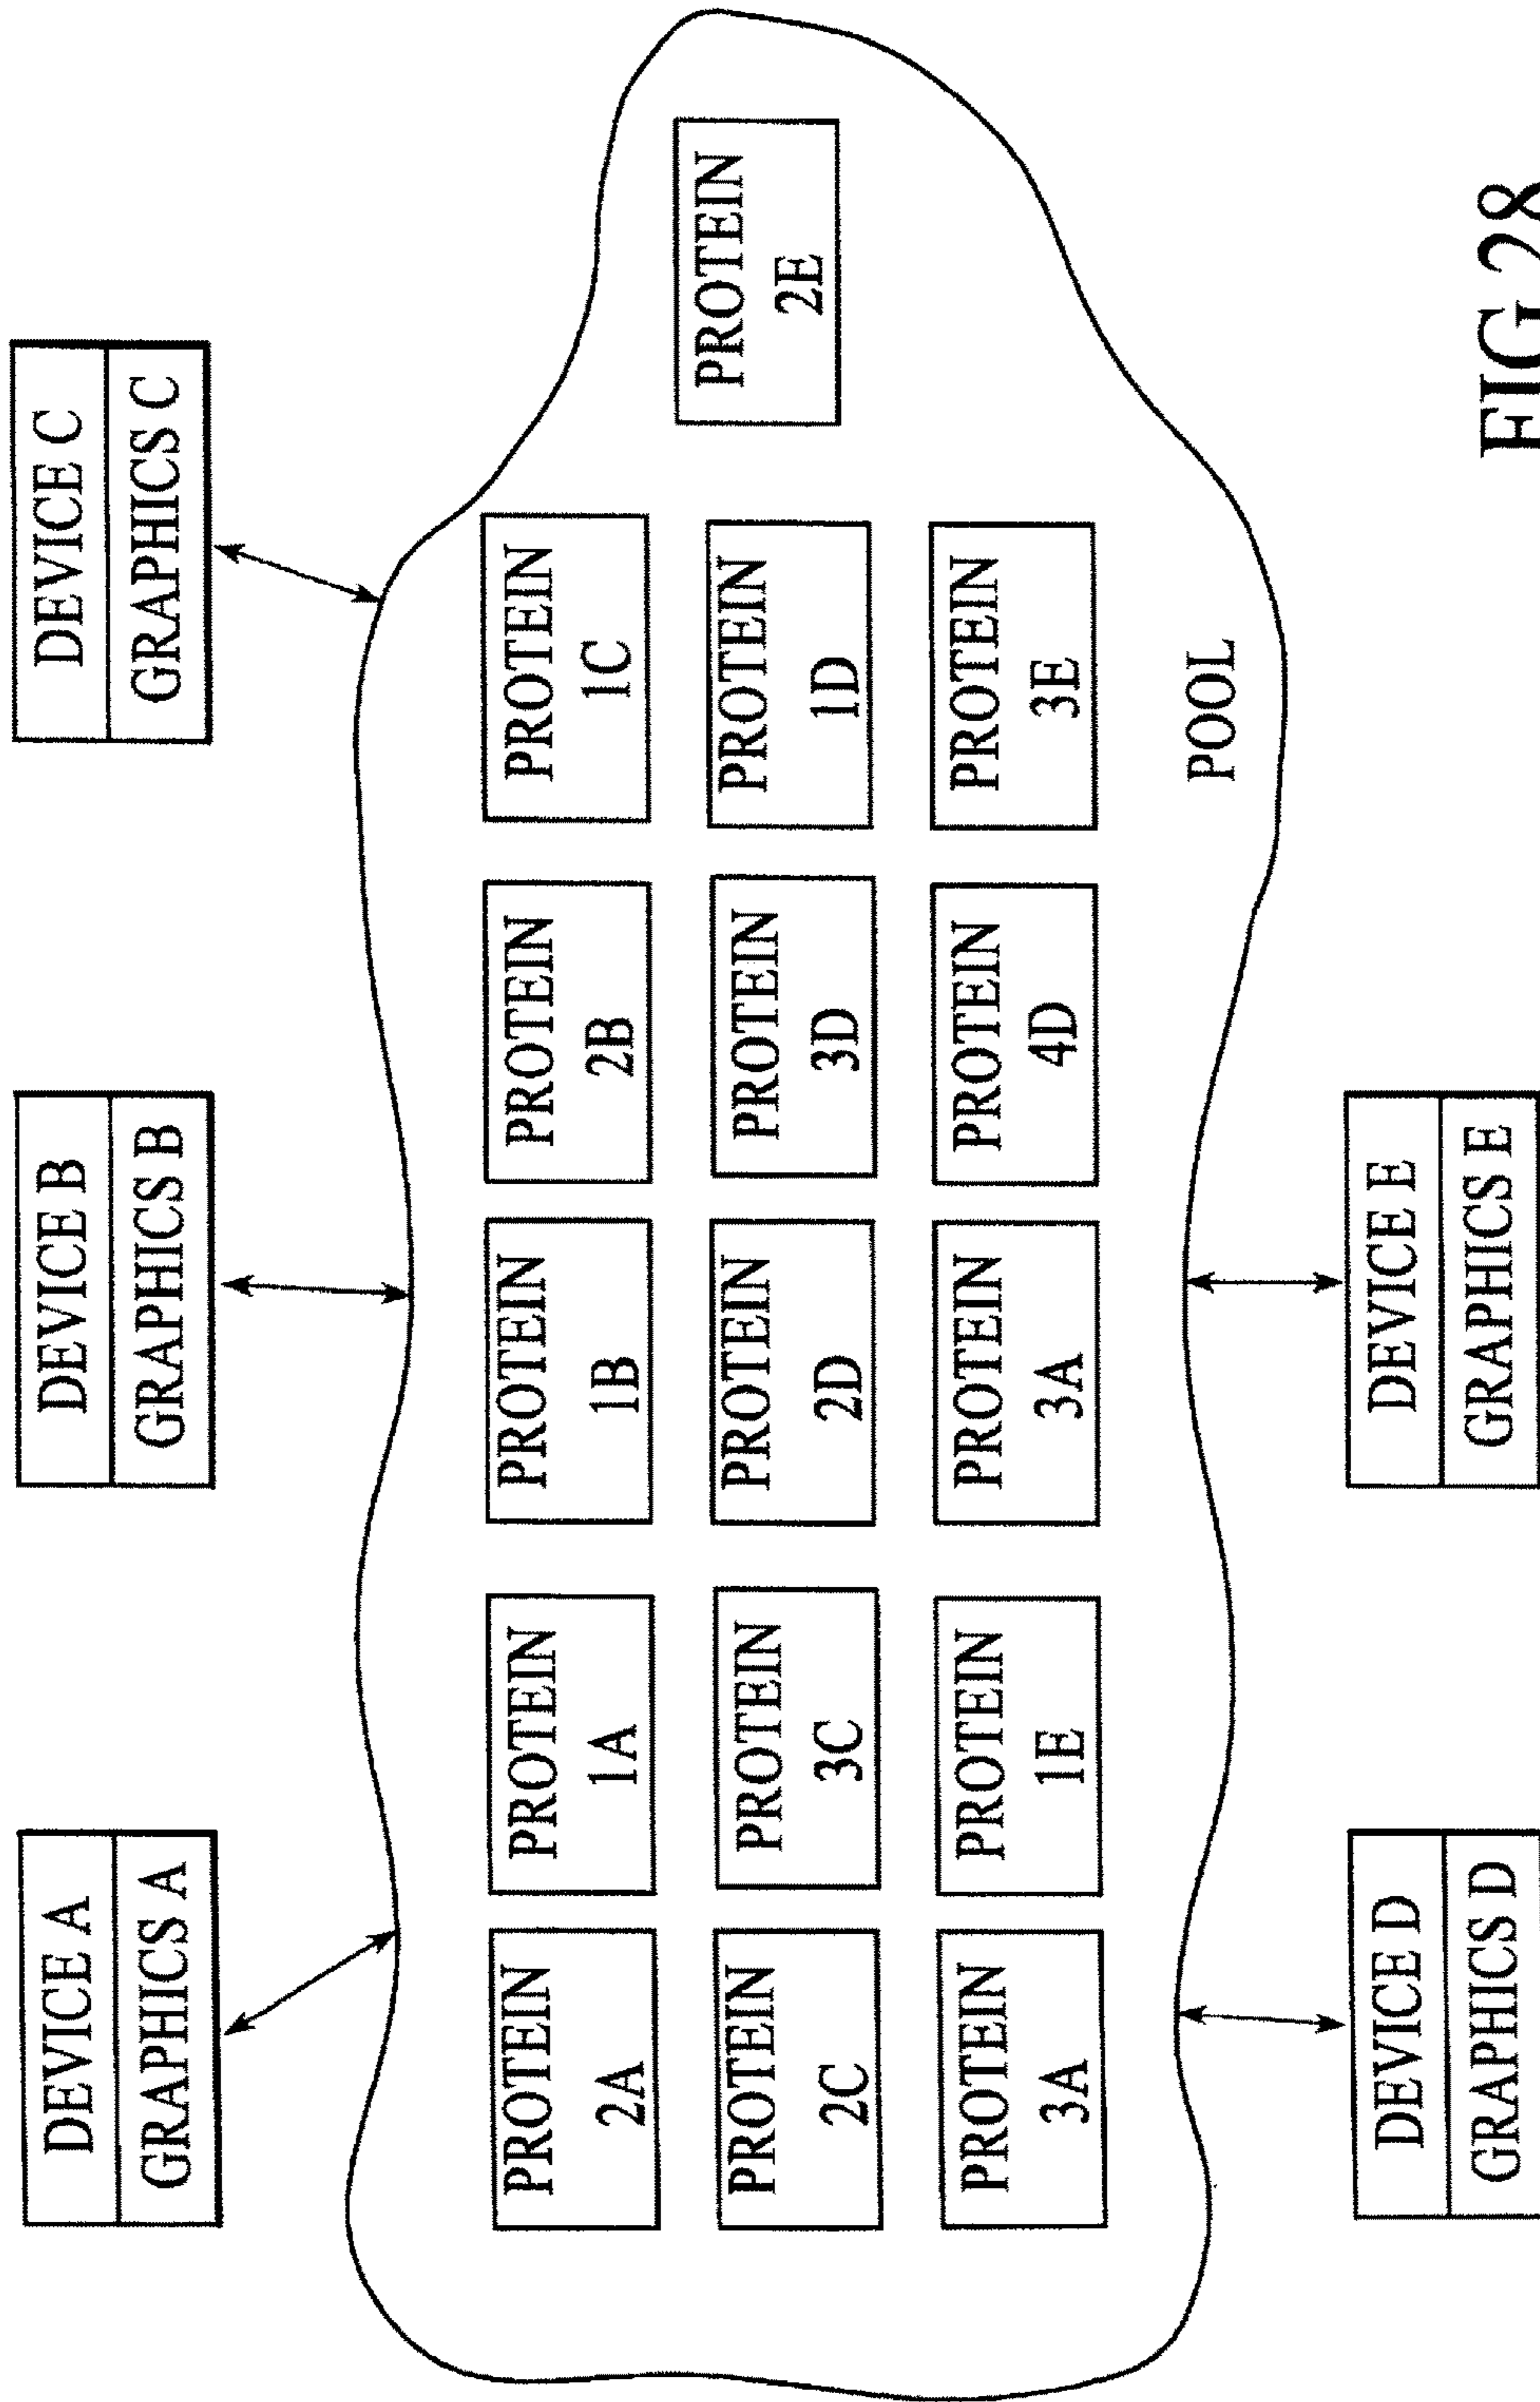 DEVICE A
GRAPHICS A
DEVICE B
GRAPHICS B
DEVICE C
GRAPHICS C
PROTEIN
2A
PROTEIN
1A
PROTEIN
1B
PROTEIN
2B
PROTEIN
1C
PROTEIN
2E
PROTEIN
2C
PROTEIN
3C
PROTEIN
2D
PROTEIN
3D
PROTEIN
1D
PROTEIN
3A
PROTEIN
1E
PROTEIN
3A
PROTEIN
4D
PROTEIN
3E
POOL
DEVICE D
GRAPHICS D
DEVICE E
GRAPHICS E
FIG 28